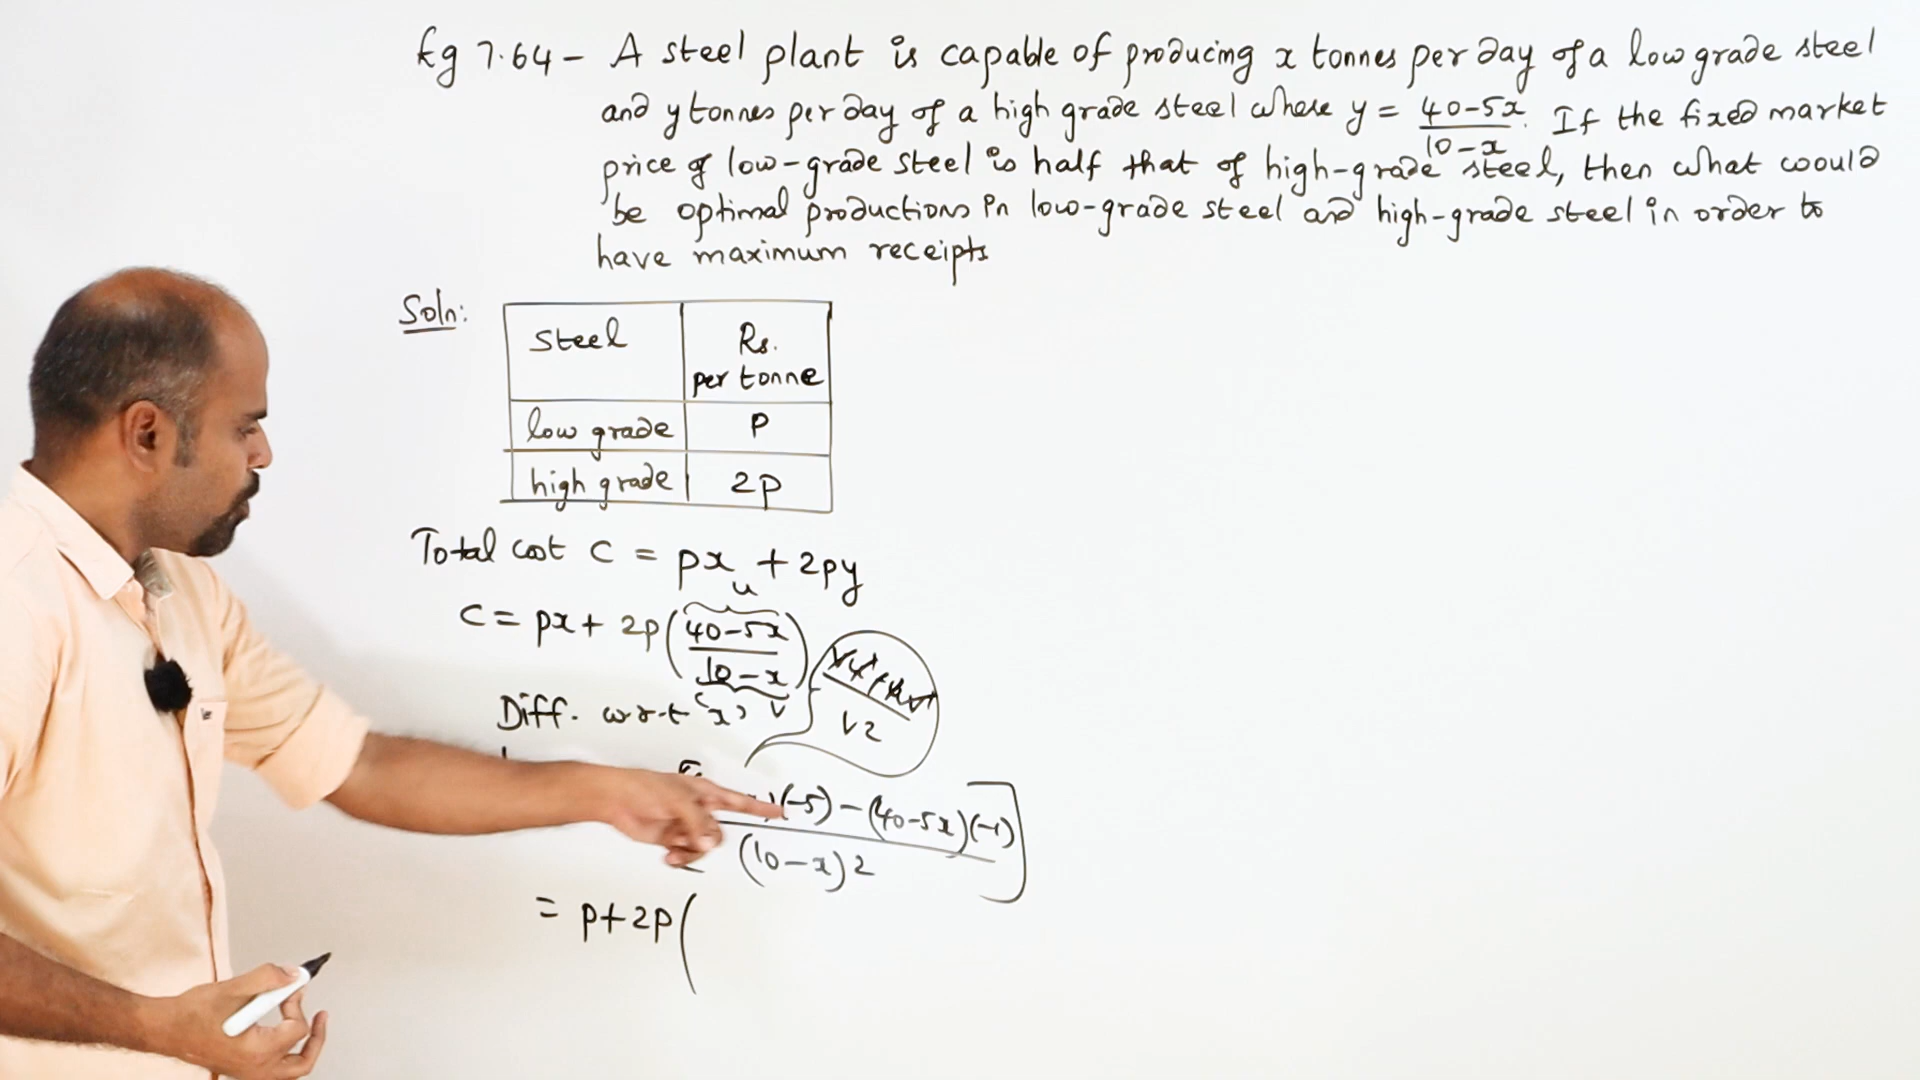 Eg 7.64 - A steel plant is capable of producing x tonnes per day of a low grade steel
and y tonnes per day of a high grade steel where y = (40-5x)/(10-x). If the fixed market
price of low-grade steel is half that of high-grade steel, then what would
be optimal productions in low-grade steel and high-grade steel in order to
have maximum receipts
Soln:
Steel | Rs. per tonne
low grade | P
high grade | 2P
Total cost C = px + 2py
u
C = px + 2p((40-5x)/(10-x))
v
Diff. w.r.t 'x'
v2
(-5) - (40-5x)(-1)
(10-x)2
= p+2p(